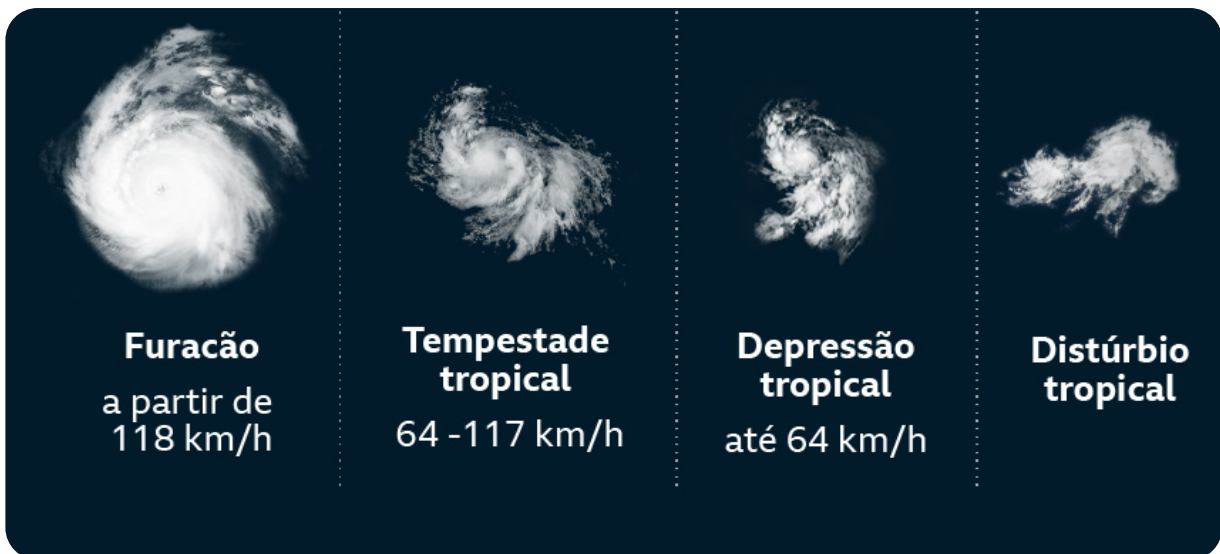 Furacão
a partir de
118 km/h
Tempestade
tropical
64 -117 km/h
Depressão
tropical
até 64 km/h
Distúrbio
tropical